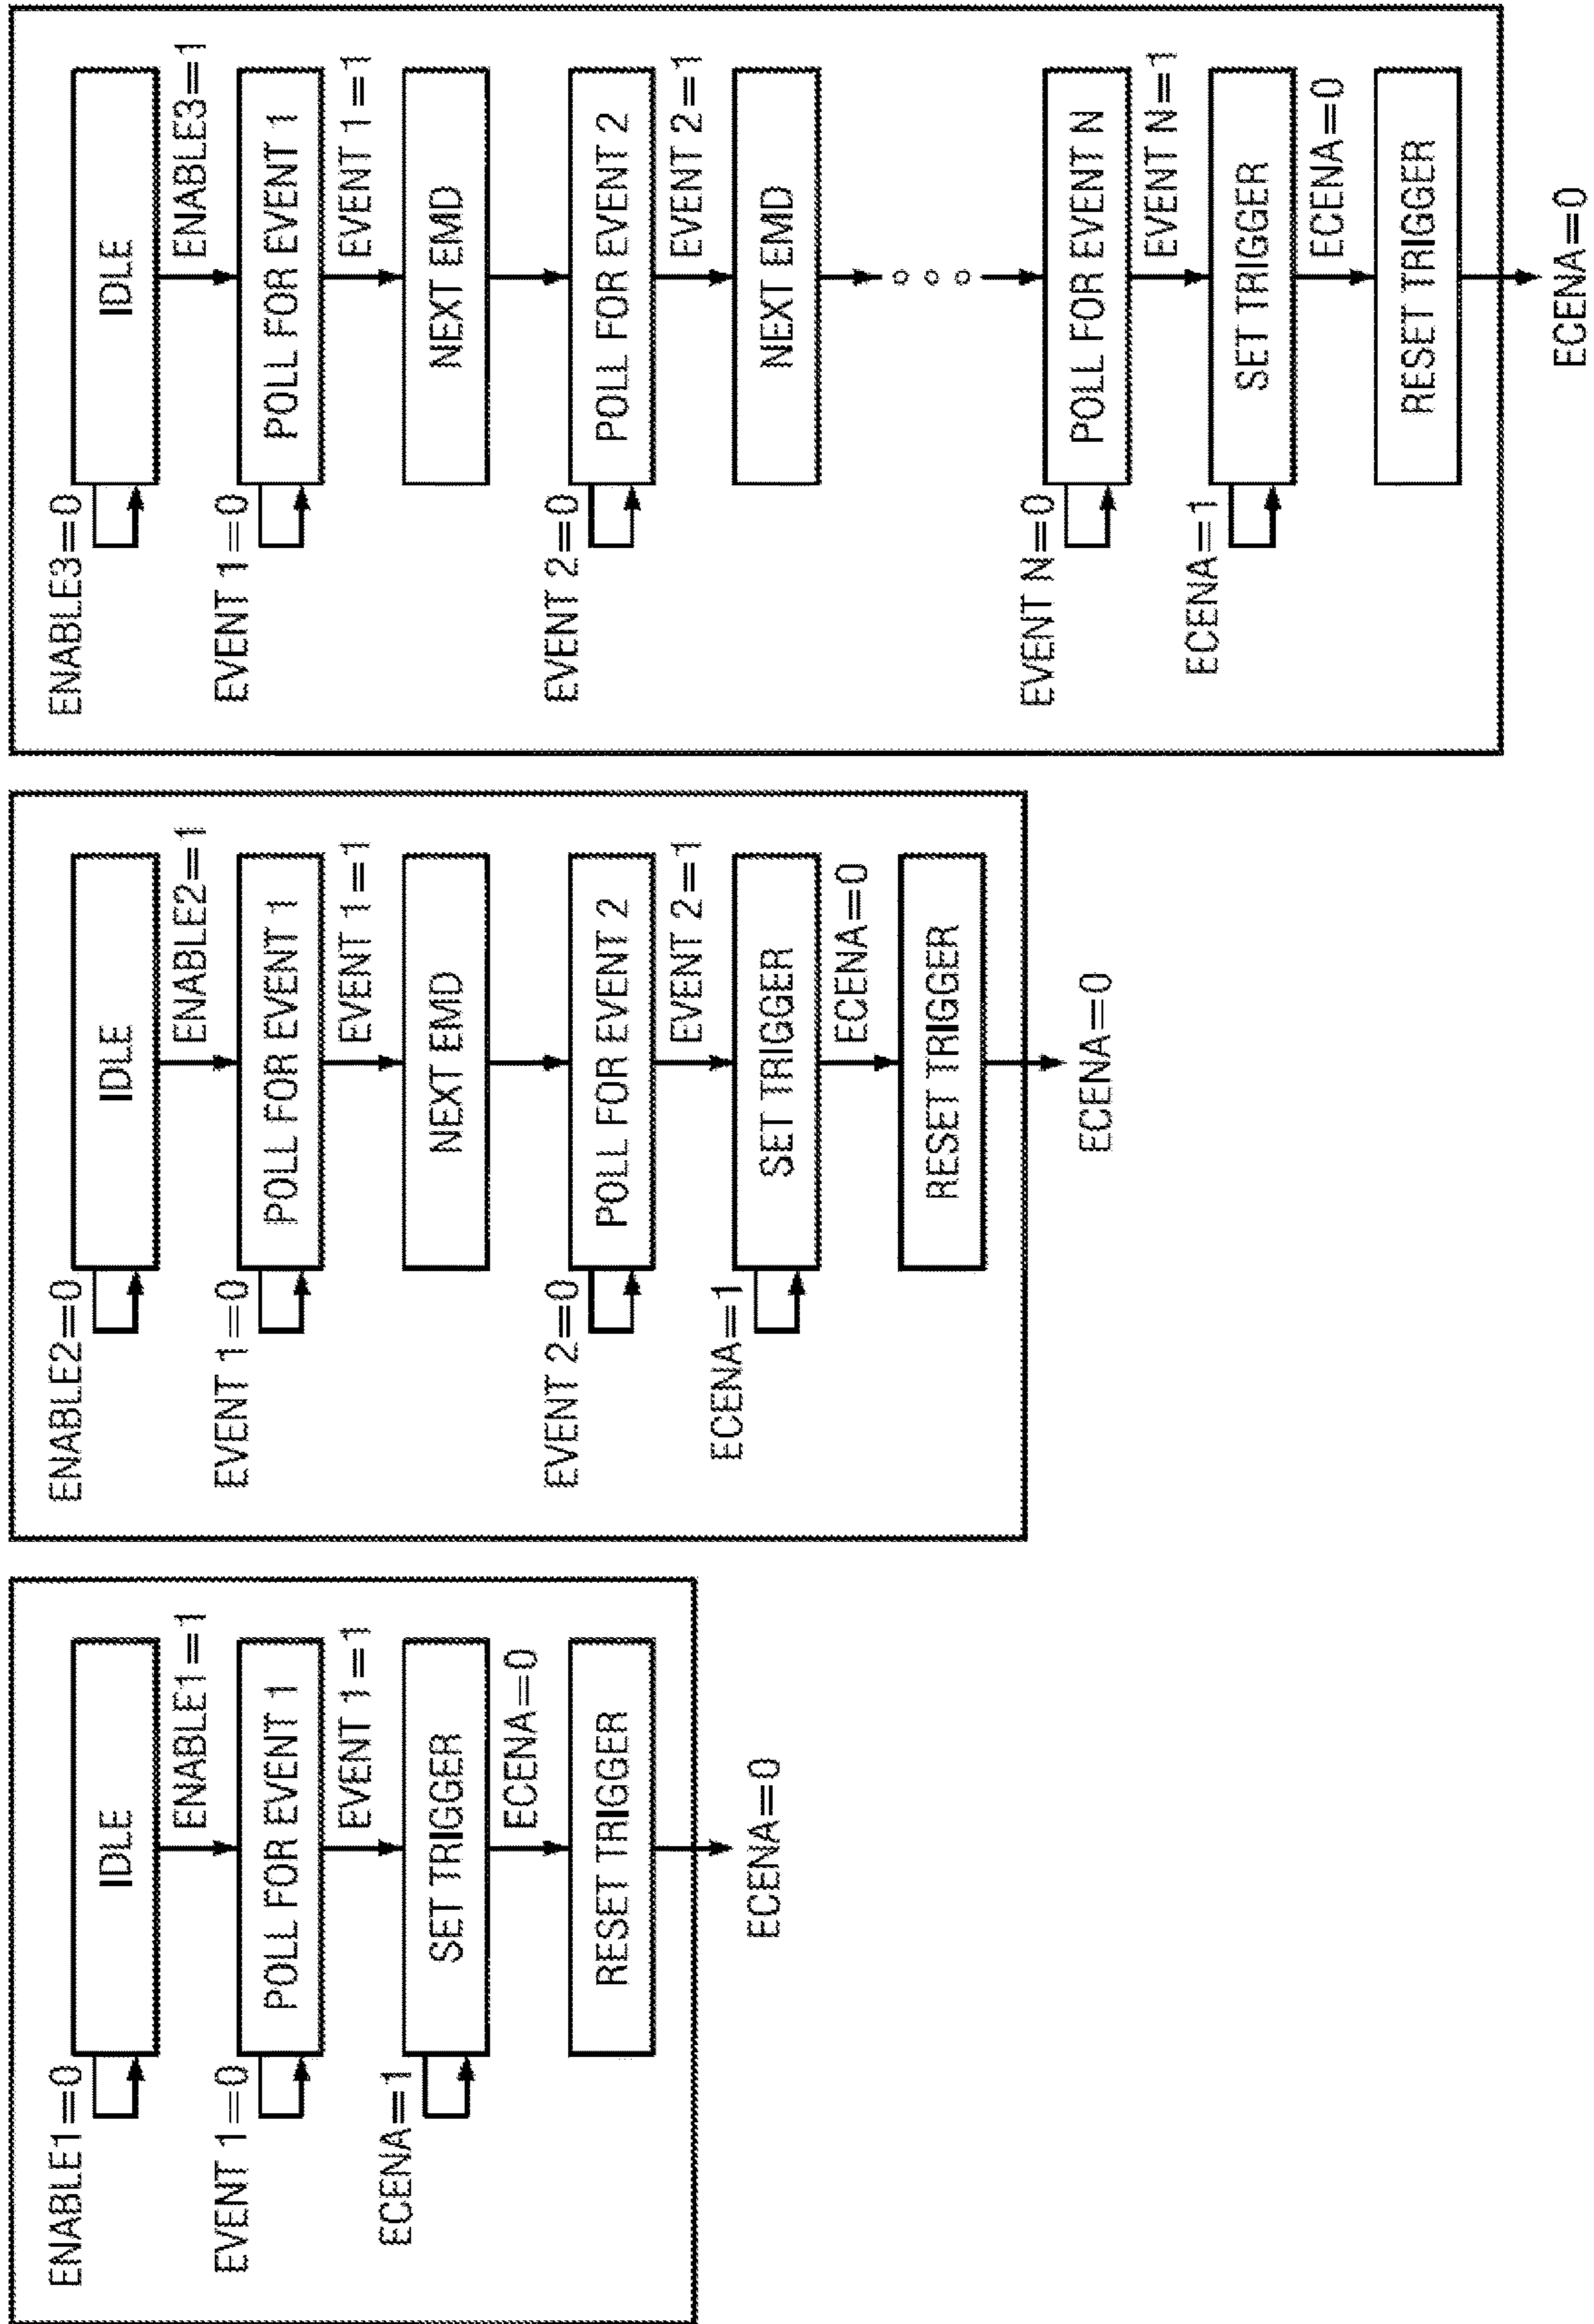 ENABLE1=0
IDLE
ENABLE1=1
EVENT 1=0
POLL FOR EVENT 1
EVENT 1=1
ECENA=1
SET TRIGGER
ECENA=0
RESET TRIGGER
ECENA=0
ENABLE2=0
IDLE
ENABLE2=1
EVENT 1=0
POLL FOR EVENT 1
EVENT 1=1
NEXT EMD
EVENT 2=0
POLL FOR EVENT 2
EVENT 2=1
ECENA=1
SET TRIGGER
ECENA=0
RESET TRIGGER
ECENA=0
ENABLE3=0
IDLE
ENABLE3=1
EVENT 1=0
POLL FOR EVENT 1
EVENT 1=1
NEXT EMD
EVENT 2=0
POLL FOR EVENT 2
EVENT 2=1
NEXT EMD
EVENT N=0
POLL FOR EVENT N
EVENT N=1
ECENA=1
SET TRIGGER
ECENA=0
RESET TRIGGER
ECENA=0